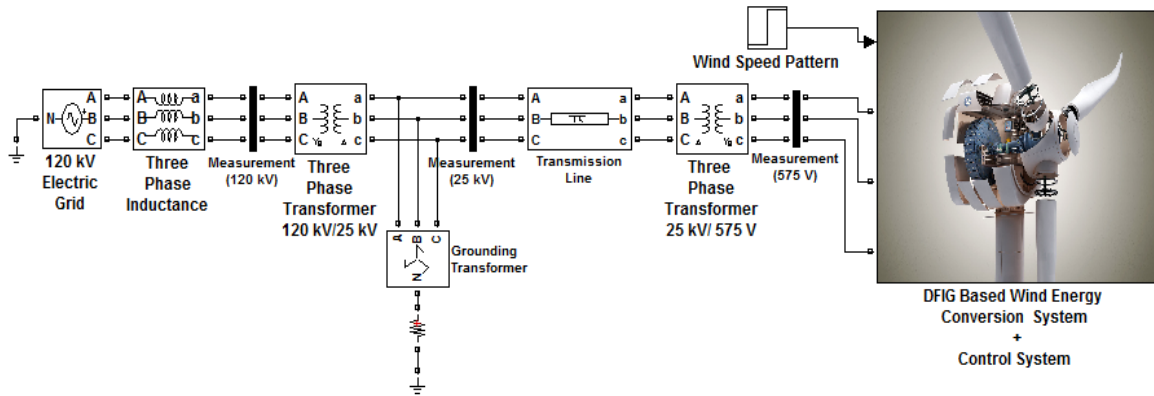 Wind Speed Pattern
A
N
B
C
120 kV
Electric
Grid
A
a
B
b
C
c
Three
Phase
Inductance
Measurement
(120 kV)
A
a
B
b
C
c
Yg
Δ
Three
Phase
Transformer
120 kV/25 kV
Measurement
(25 kV)
A
B
C
N
Grounding
Transformer
A
a
B
b
C
c
Transmission
Line
A
a
B
b
C
c
Δ
Yg
Three
Phase
Transformer
25 kV/ 575 V
Measurement
(575 V)
DFIG Based Wind Energy
Conversion System
+
Control System